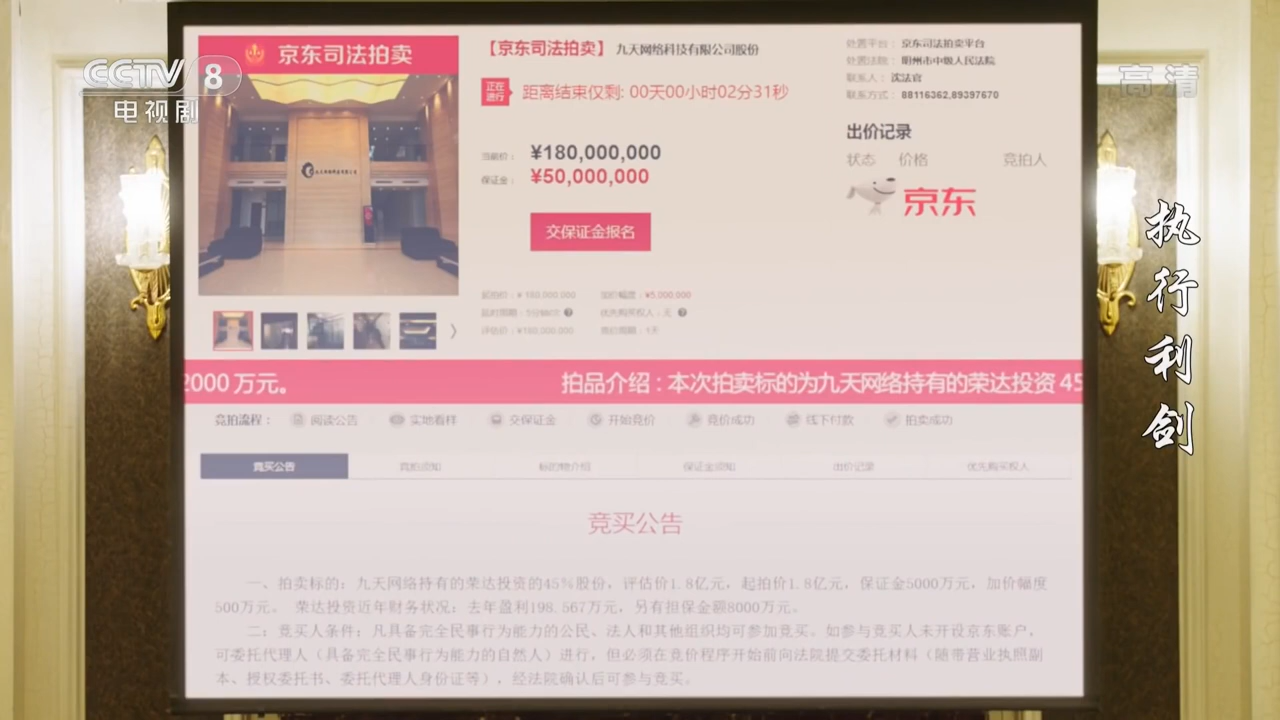 CCTV 8
电视剧
高清
执行利剑
京东司法拍卖
【京东司法拍卖】 九天网络科技有限公司股份
正在进行
距离结束仅剩: 00天00小时02分31秒
当前价： ¥180,000,000
保证金： ¥50,000,000
交保证金报名
起拍价：¥ 180,000,000 加价幅度：¥5,000,000
延时周期：5分钟/次 优先购买权人：无
评估价：¥180,000,000 竞价周期：1天
处置平台： 京东司法拍卖平台
处置法院： 明州市中级人民法院
联系人： 沈法官
联系方式： 88116362,89397670
出价记录
状态 价格 竞拍人
京东
2000 万元。 拍品介绍：本次拍卖标的为九天网络持有的荣达投资 45
竞拍流程： 阅读公告 实地看样 交保证金 开始竞价 竞价成功 线下付款 拍卖成功
竞买公告 竞拍须知 标的物介绍 保证金须知 出价记录 优先购买权人
竞买公告
一、拍卖标的：九天网络持有的荣达投资的45%股份，评估价1.8亿元，起拍价1.8亿元，保证金5000万元，加价幅度
500万元。 荣达投资近年财务状况：去年盈利198.567万元，另有担保金额8000万元。
二：竞买人条件：凡具备完全民事行为能力的公民、法人和其他组织均可参加竞买。如参与竞买人未开设京东账户，
可委托代理人（具备完全民事行为能力的自然人）进行，但必须在竞价程序开始前向法院提交委托材料（随带营业执照副
本、授权委托书、委托代理人身份证等），经法院确认后可参与竞买。